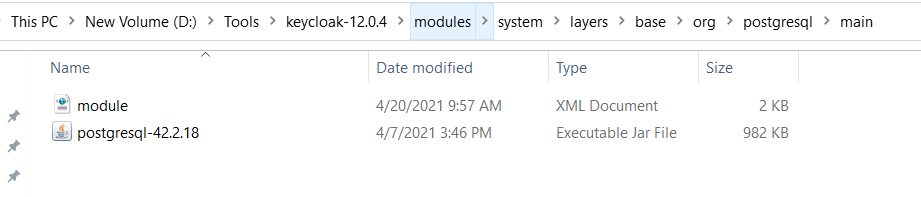 This PC > New Volume (D:) > Tools > keycloak-12.0.4 > modules > system > layers > base > org > postgresql > main
Name Date modified Type Size
module 4/20/2021 9:57 AM XML Document 2 KB
postgresql-42.2.18 4/7/2021 3:46 PM Executable Jar File 982 KB